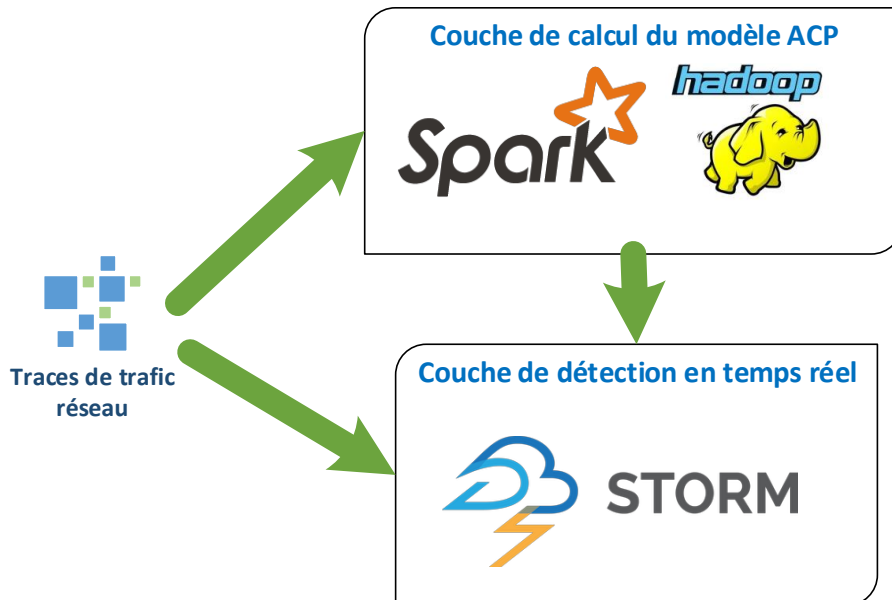 Couche de calcul du modèle ACP
hadoop
Spark
Traces de trafic
réseau
Couche de détection en temps réel
STORM